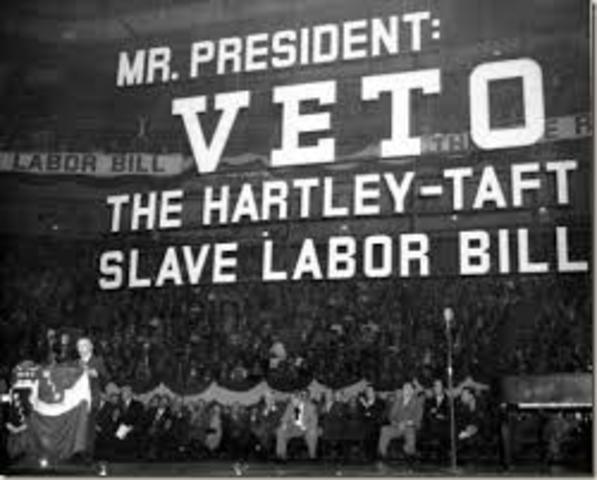 MR. PRESIDENT:
VETO
LABOR BILL
THE HARTLEY-TAFT
SLAVE LABOR BILL